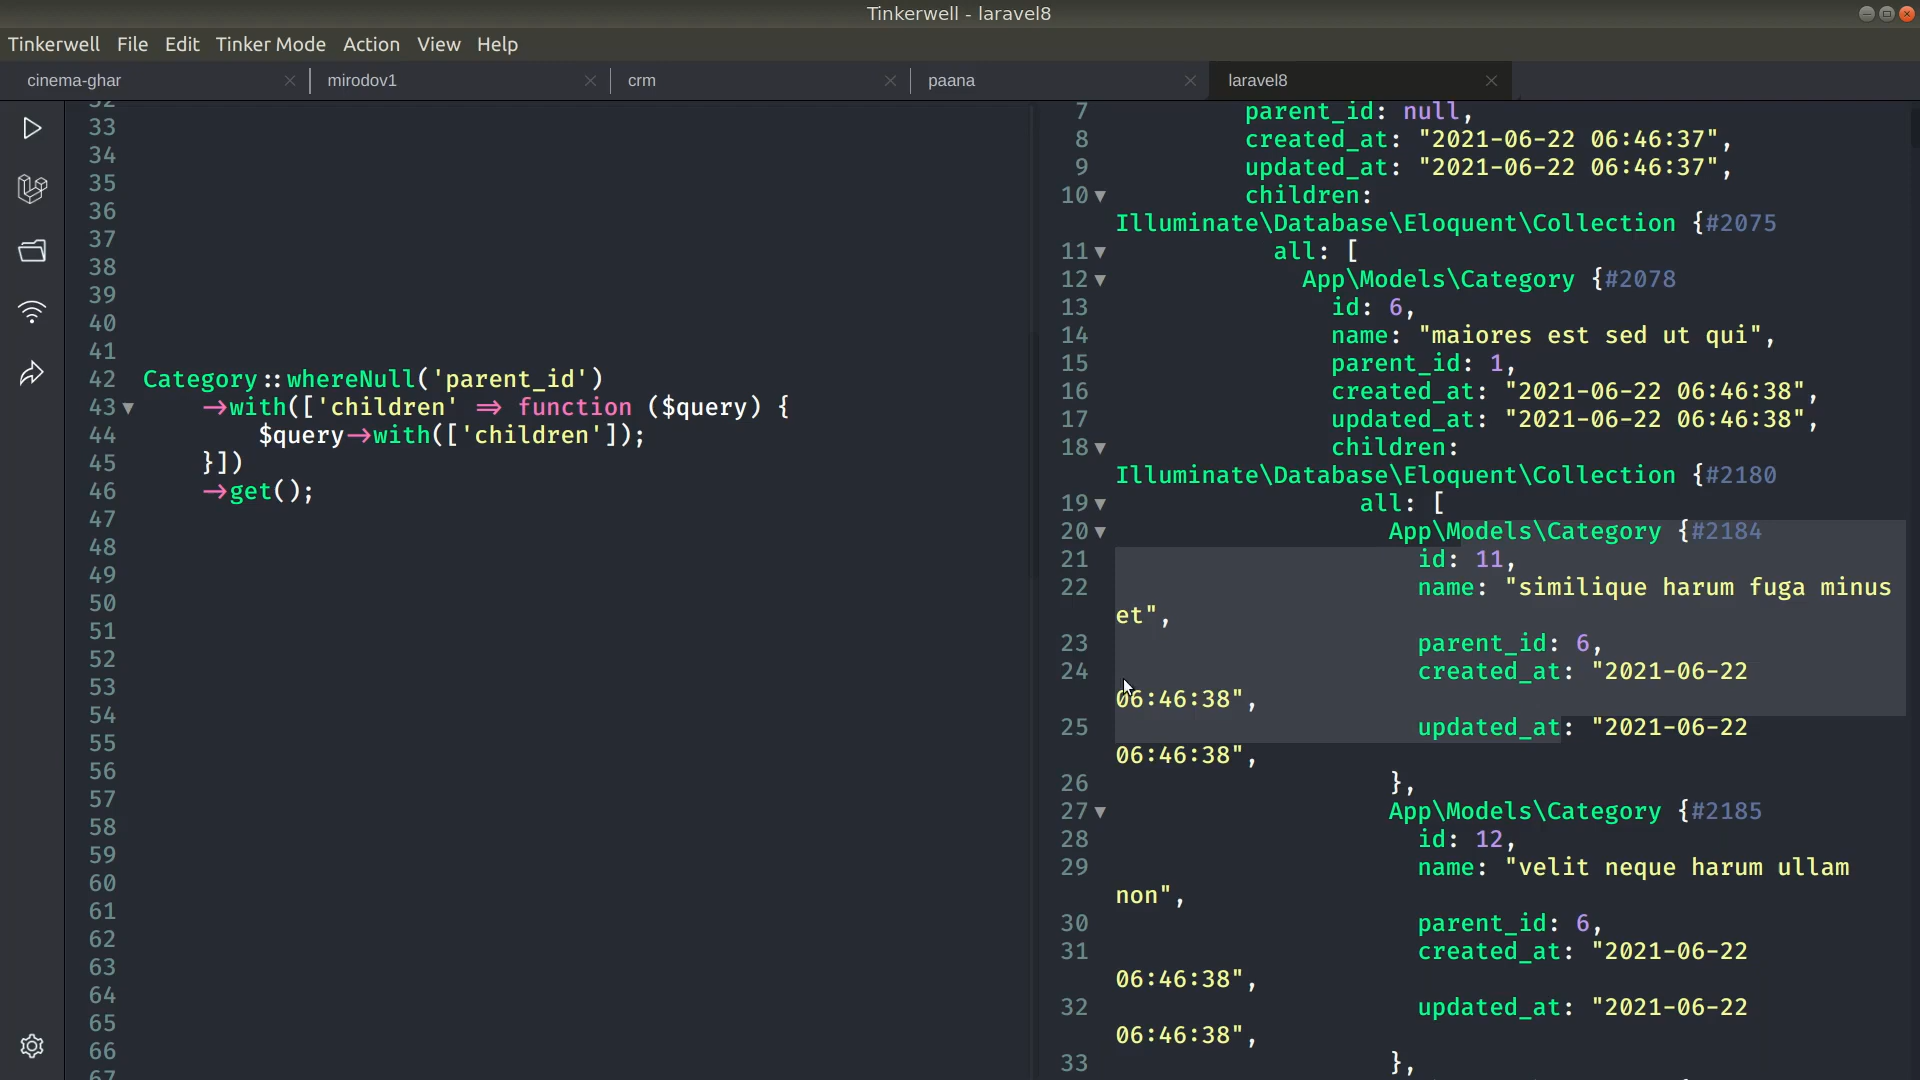 Tinkerwell - laravel8
Tinkerwell File Edit Tinker Mode Action View Help
cinema-ghar mirodov1 crm paana laravel8
32
33
34
35
36
37
38
39
40
41
42 Category::whereNull('parent_id')
43 ->with(['children' => function ($query) {
44 $query->with(['children']);
45 }])
46 ->get();
47
48
49
50
51
52
53
54
55
56
57
58
59
60
61
62
63
64
65
66
67
7 parent_id: null,
8 created_at: "2021-06-22 06:46:37",
9 updated_at: "2021-06-22 06:46:37",
10 children:
Illuminate\Database\Eloquent\Collection {#2075
11 all: [
12 App\Models\Category {#2078
13 id: 6,
14 name: "maiores est sed ut qui",
15 parent_id: 1,
16 created_at: "2021-06-22 06:46:38",
17 updated_at: "2021-06-22 06:46:38",
18 children:
Illuminate\Database\Eloquent\Collection {#2180
19 all: [
20 App\Models\Category {#2184
21 id: 11,
22 name: "similique harum fuga minus
et",
23 parent_id: 6,
24 created_at: "2021-06-22
06:46:38",
25 updated_at: "2021-06-22
06:46:38",
26 },
27 App\Models\Category {#2185
28 id: 12,
29 name: "velit neque harum ullam
non",
30 parent_id: 6,
31 created_at: "2021-06-22
06:46:38",
32 updated_at: "2021-06-22
06:46:38",
33 },